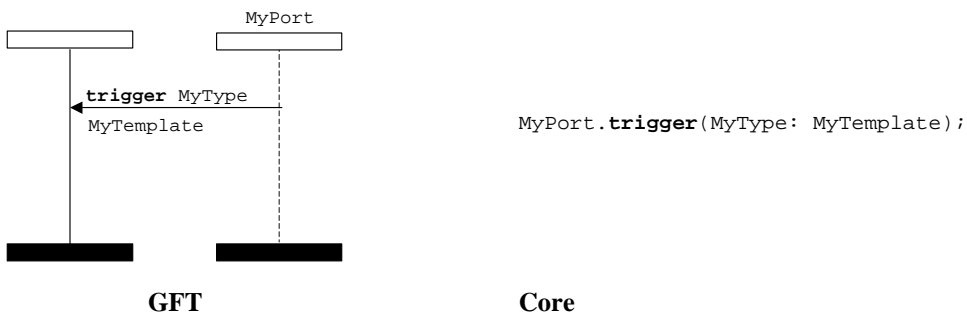 MyPort
trigger MyType
MyTemplate
MyPort.trigger(MyType: MyTemplate);
GFT
Core